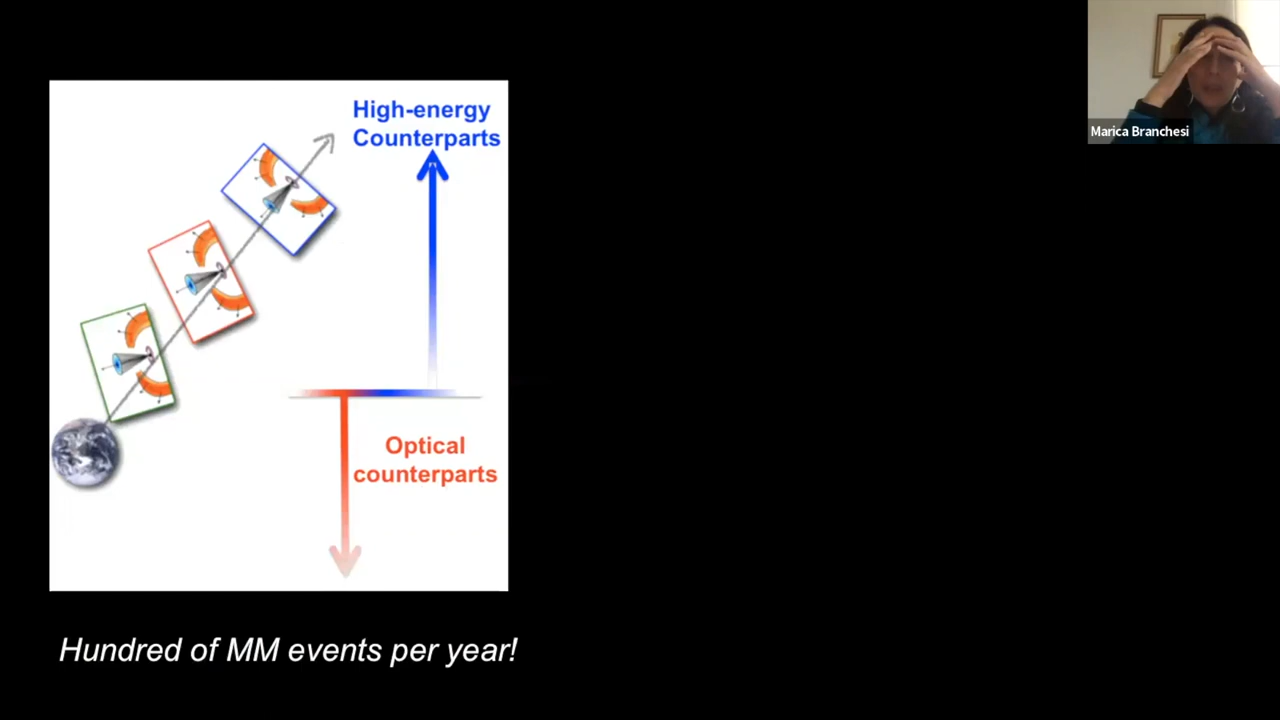 High-energy
Counterparts
Marica Branchesi
Optical
counterparts
Hundred of MM events per year!